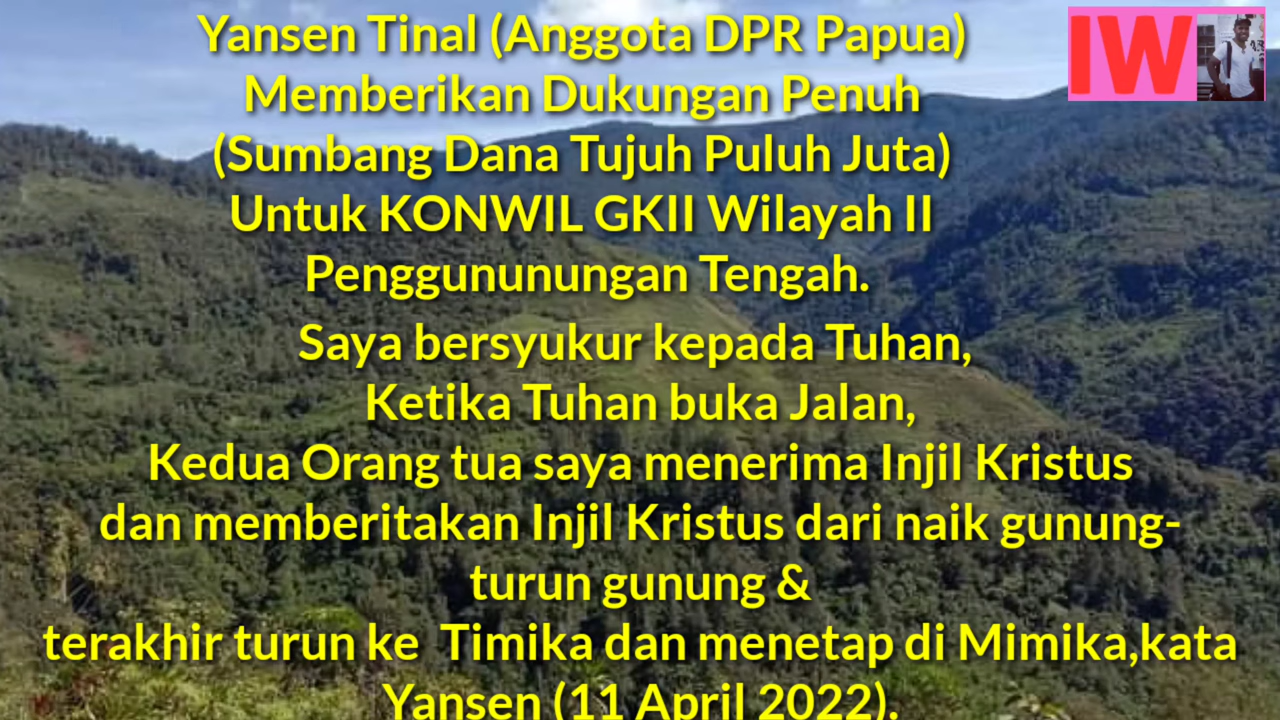 Yansen Tinal (Anggota DPR Papua)
IW
Memberikan Dukungan Penuh
(Sumbang Dana Tujuh Puluh Juta)
Untuk KONWIL GKII Wilayah II
Penggununungan Tengah.
Saya bersyukur kepada Tuhan,
Ketika Tuhan buka Jalan,
Kedua Orang tua saya menerima Injil Kristus
dan memberitakan Injil Kristus dari naik gunung-
turun gunung &
terakhir turun ke Timika dan menetap di Mimika,kata
Yansen (11 April 2022).